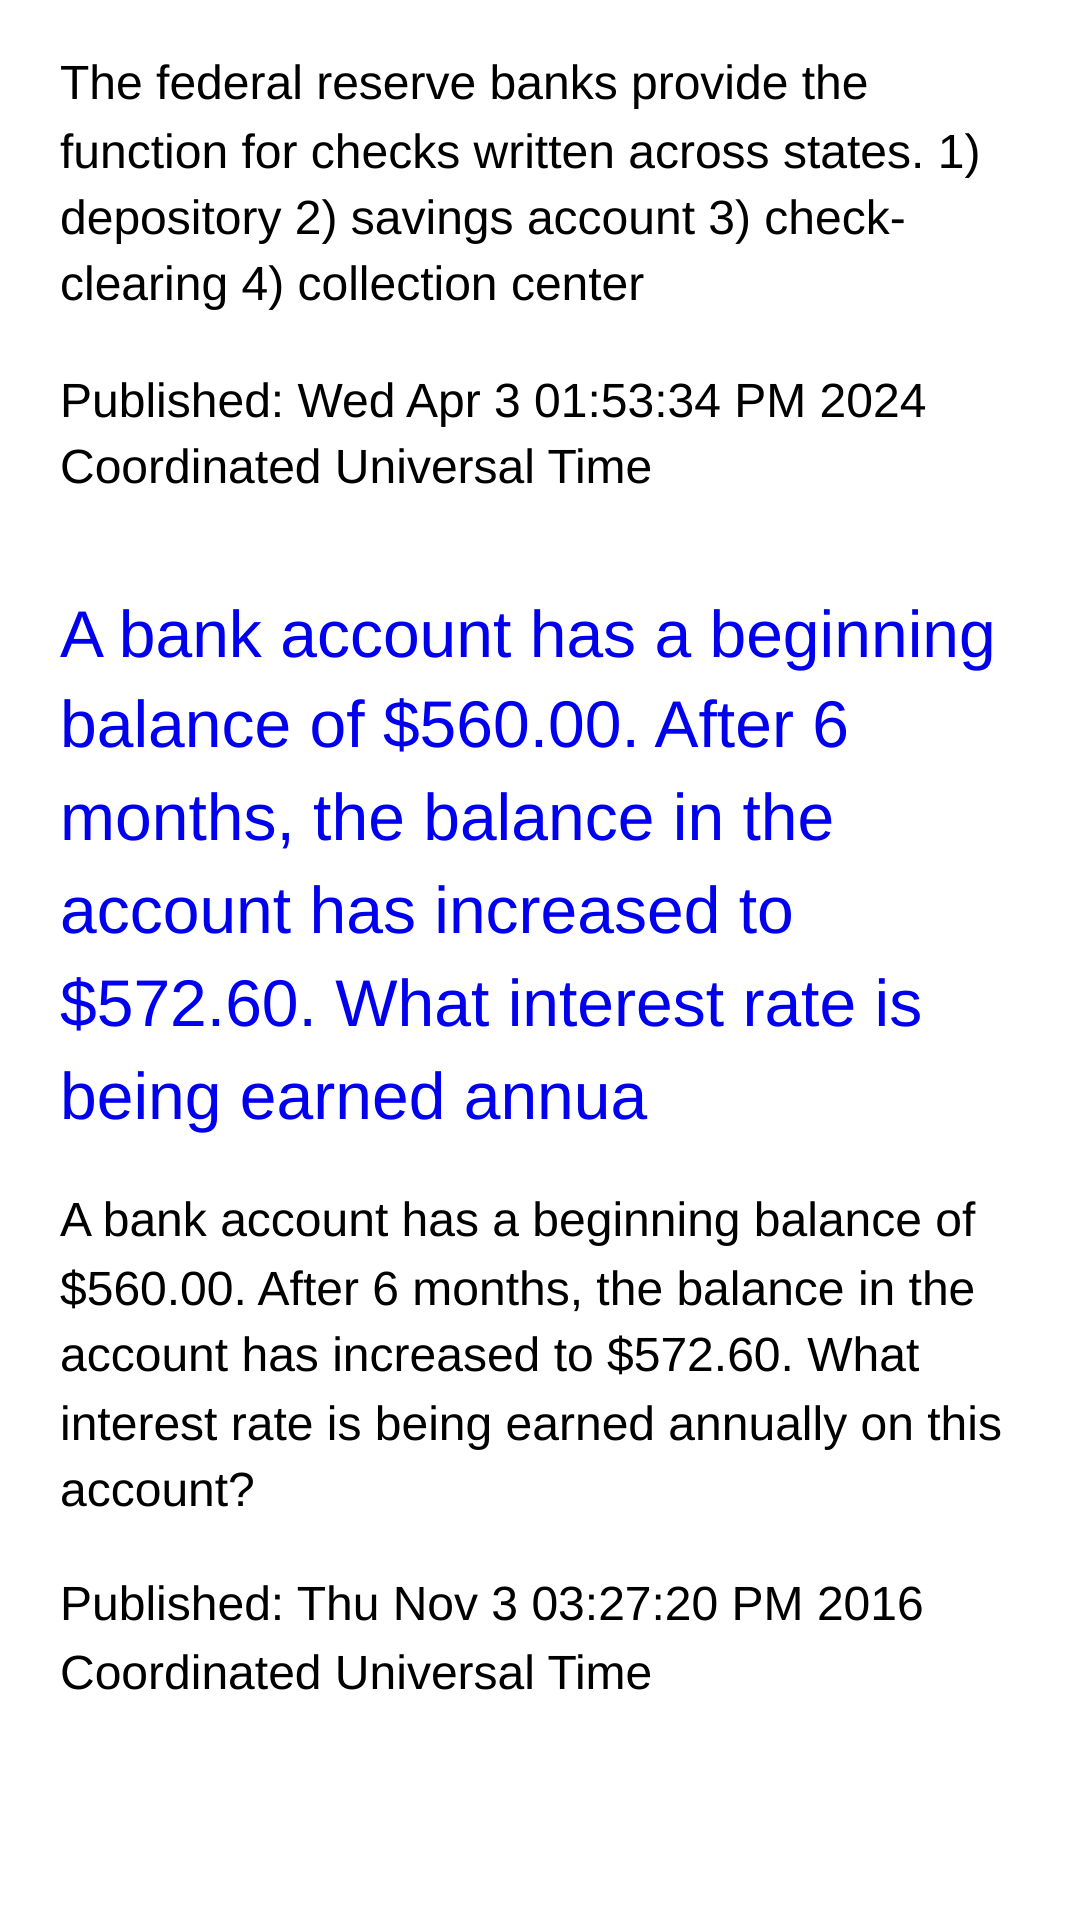 The federal reserve banks provide the
function for checks written across states. 1)
depository 2) savings account 3) check-
clearing 4) collection center
Published: Wed Apr 3 01:53:34 PM 2024
Coordinated Universal Time
A bank account has a beginning
balance of $560.00. After 6
months, the balance in the
account has increased to
$572.60. What interest rate is
being earned annua
A bank account has a beginning balance of
$560.00. After 6 months, the balance in the
account has increased to $572.60. What
interest rate is being earned annually on this
account?
Published: Thu Nov 3 03:27:20 PM 2016
Coordinated Universal Time